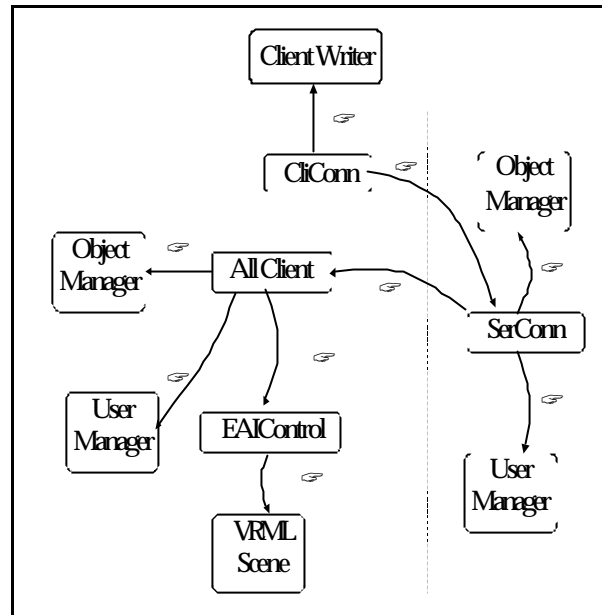 Client Writer
CliConn
Object
Manager
Object
Manager
All Client
SerConn
User
Manager
EAIControl
User
Manager
VRML
Scene